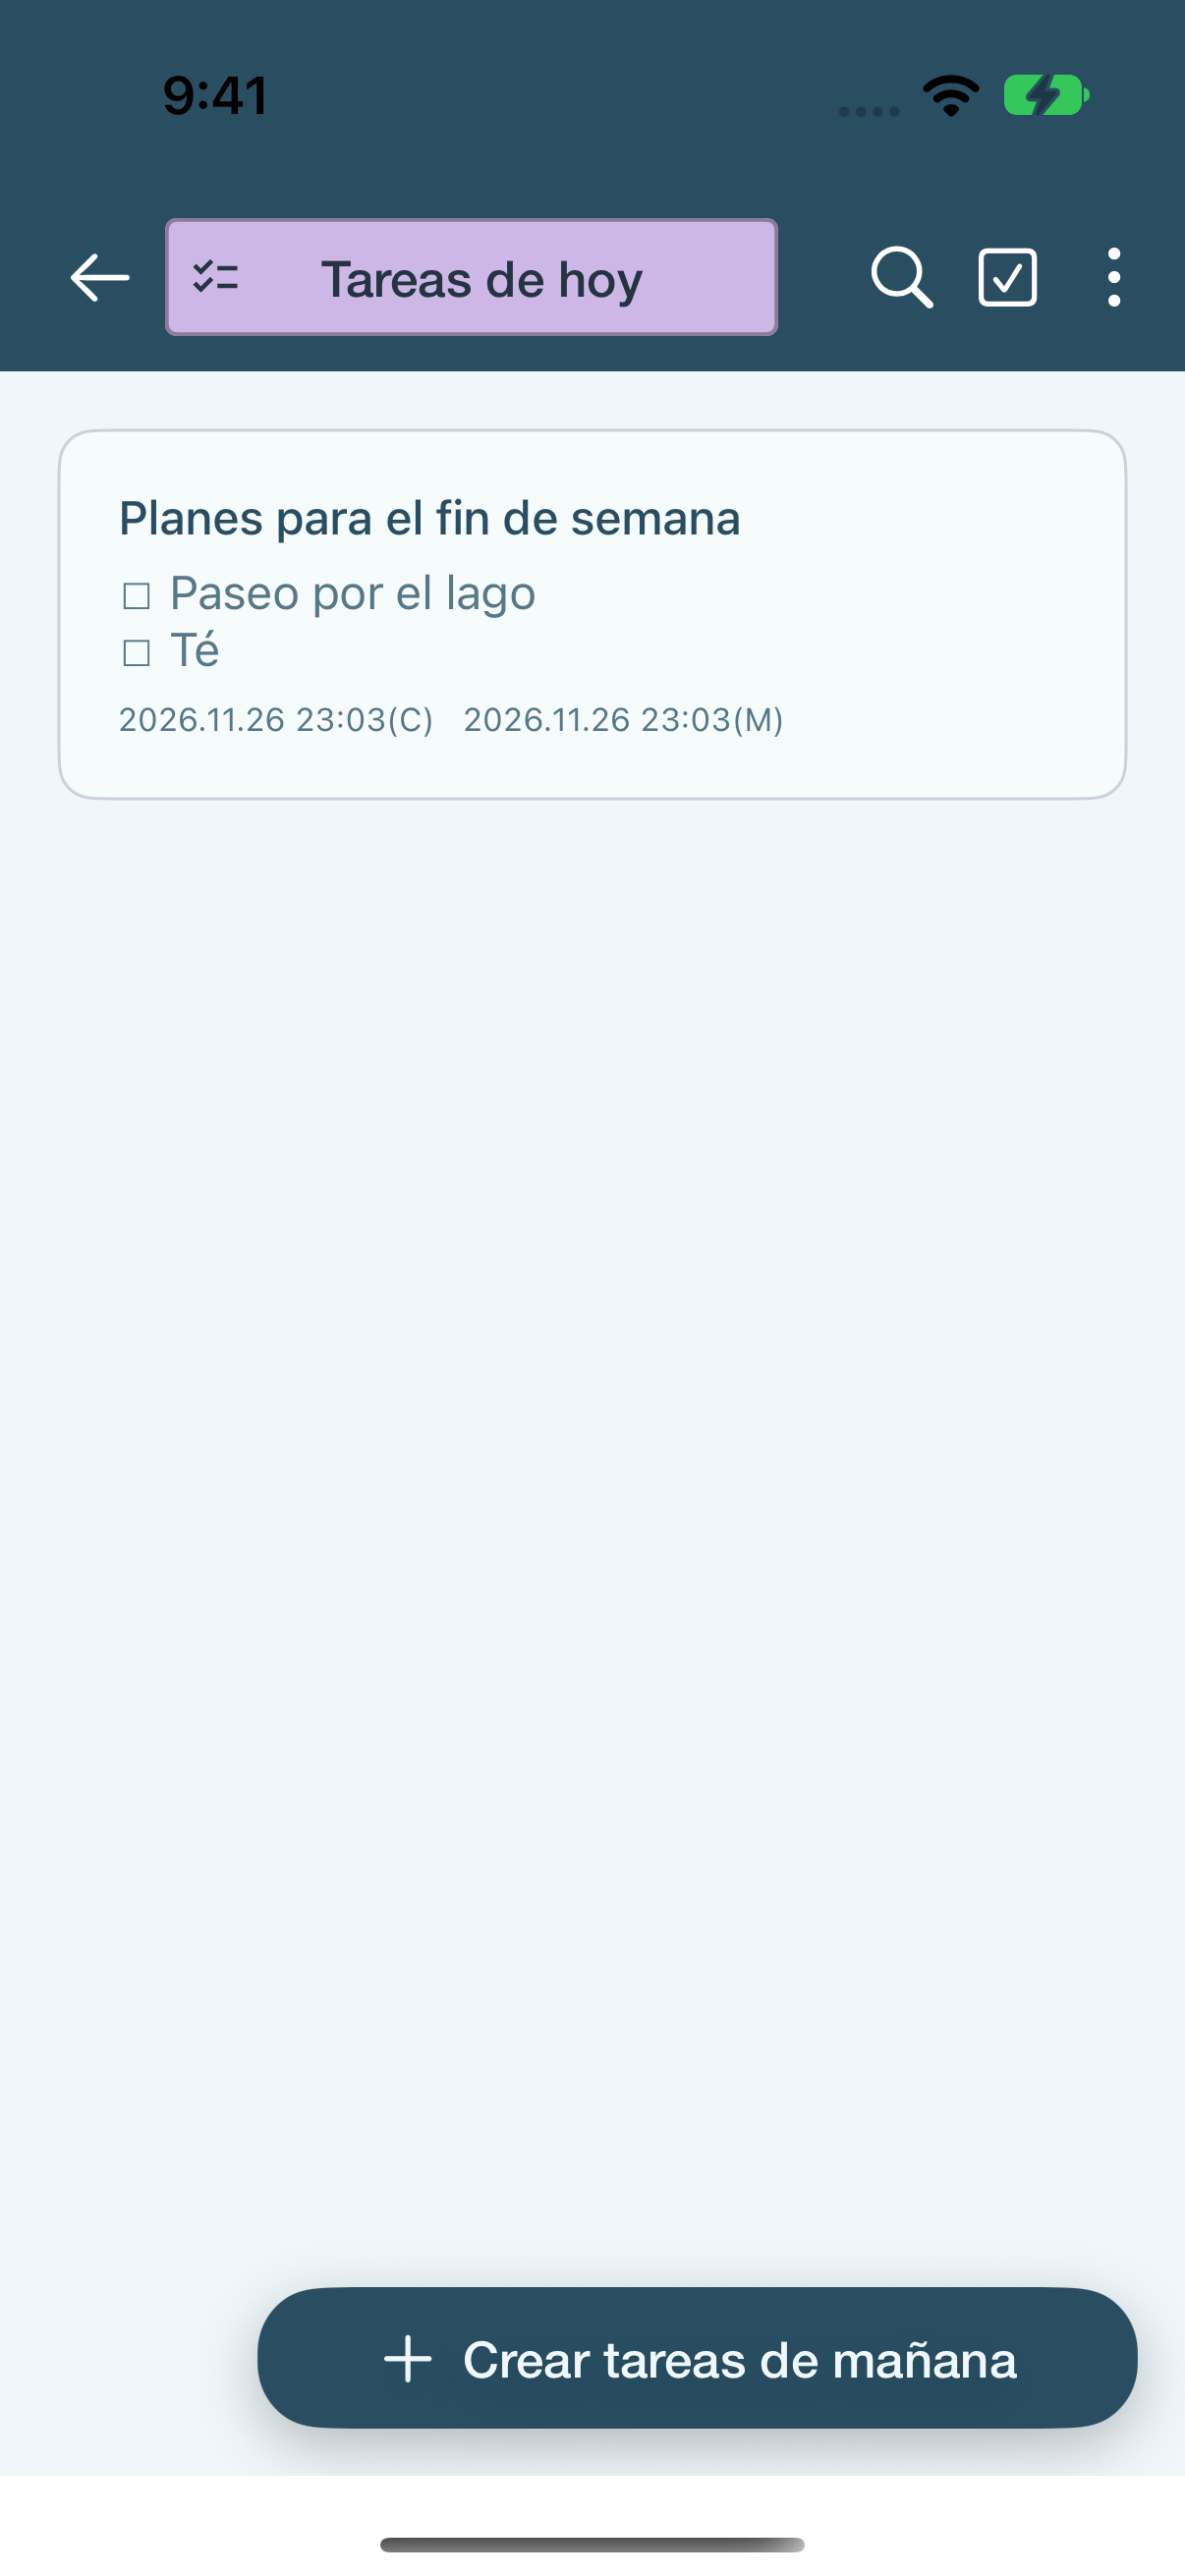 9:41
Tareas de hoy
Planes para el fin de semana
☐ Paseo por el lago
☐ Té
2026.11.26 23:03(C) 2026.11.26 23:03(M)
Crear tareas de mañana